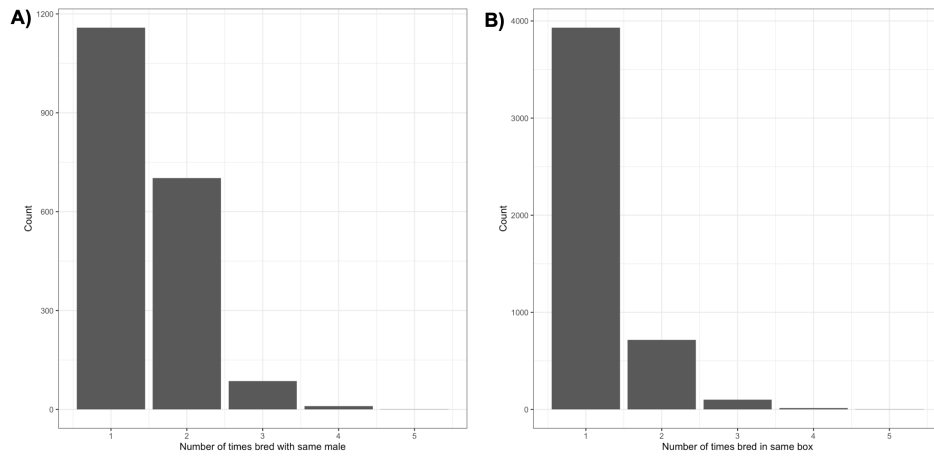 A)
1200
900
600
300
0
Count
1 2 3 4 5
Number of times bred with same male
B)
4000
3000
2000
1000
0
Count
1 2 3 4 5
Number of times bred in same box